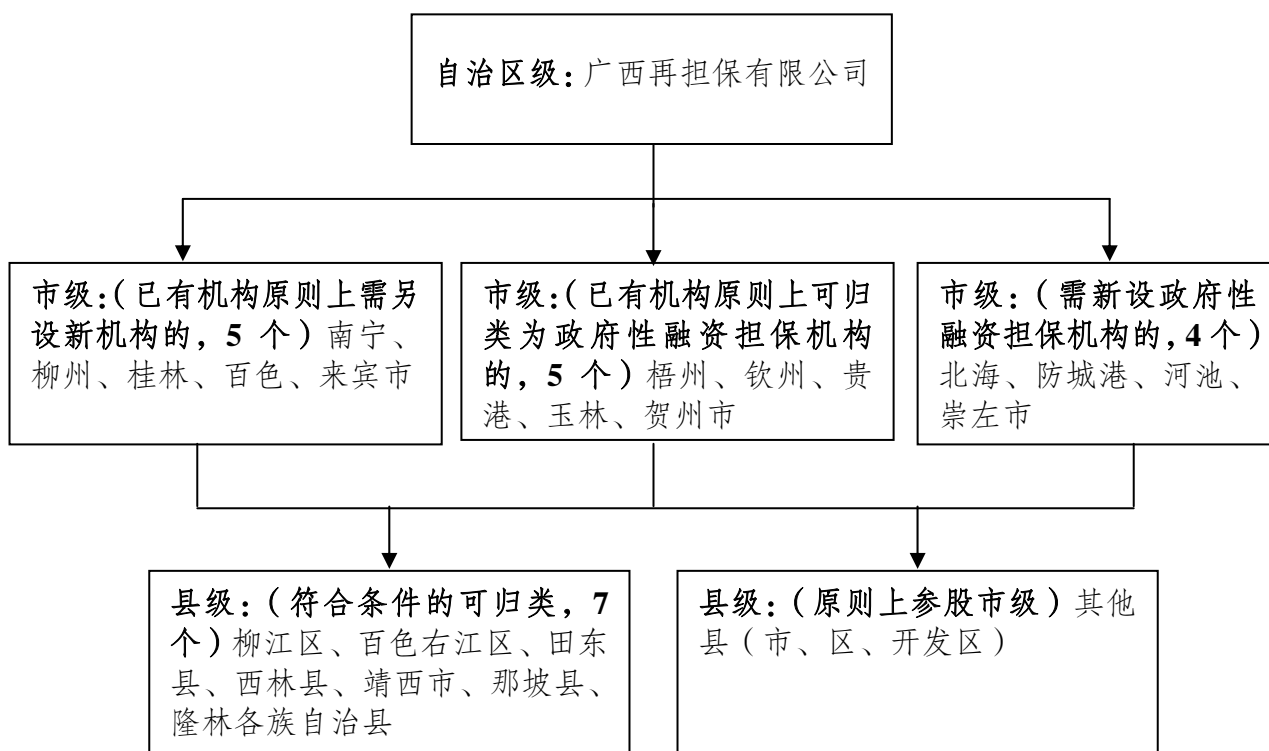 自治区级：广西再担保有限公司
市级：（已有机构原则上需另
设新机构的，5 个）南宁、
柳州、桂林、百色、来宾市
市级：（已有机构原则上可归
类为政府性融资担保机构
的，5 个）梧州、钦州、贵
港、玉林、贺州市
市级：（需新设政府性
融资担保机构的，4个）
北海、防城港、河池、
崇左市
县级：（符合条件的可归类，7
个）柳江区、百色右江区、田东
县、西林县、靖西市、那坡县、
隆林各族自治县
县级：（原则上参股市级）其他
县（市、区、开发区）